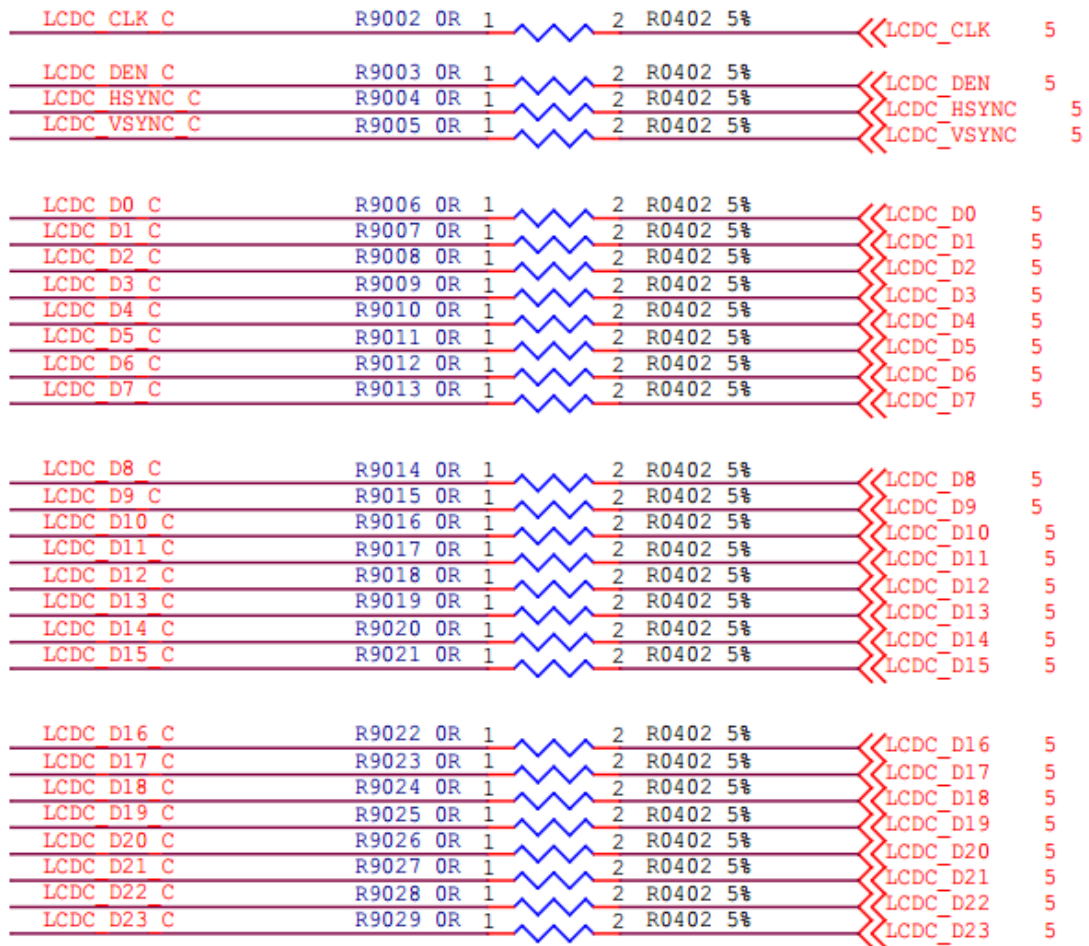 LCDC_CLK_C R9002 0R 1 2 R0402 5% LCDC_CLK 5
LCDC_DEN_C R9003 0R 1 2 R0402 5% LCDC_DEN 5
LCDC_HSYNC_C R9004 0R 1 2 R0402 5% LCDC_HSYNC 5
LCDC_VSYNC_C R9005 0R 1 2 R0402 5% LCDC_VSYNC 5
LCDC_D0_C R9006 0R 1 2 R0402 5% LCDC_D0 5
LCDC_D1_C R9007 0R 1 2 R0402 5% LCDC_D1 5
LCDC_D2_C R9008 0R 1 2 R0402 5% LCDC_D2 5
LCDC_D3_C R9009 0R 1 2 R0402 5% LCDC_D3 5
LCDC_D4_C R9010 0R 1 2 R0402 5% LCDC_D4 5
LCDC_D5_C R9011 0R 1 2 R0402 5% LCDC_D5 5
LCDC_D6_C R9012 0R 1 2 R0402 5% LCDC_D6 5
LCDC_D7_C R9013 0R 1 2 R0402 5% LCDC_D7 5
LCDC_D8_C R9014 0R 1 2 R0402 5% LCDC_D8 5
LCDC_D9_C R9015 0R 1 2 R0402 5% LCDC_D9 5
LCDC_D10_C R9016 0R 1 2 R0402 5% LCDC_D10 5
LCDC_D11_C R9017 0R 1 2 R0402 5% LCDC_D11 5
LCDC_D12_C R9018 0R 1 2 R0402 5% LCDC_D12 5
LCDC_D13_C R9019 0R 1 2 R0402 5% LCDC_D13 5
LCDC_D14_C R9020 0R 1 2 R0402 5% LCDC_D14 5
LCDC_D15_C R9021 0R 1 2 R0402 5% LCDC_D15 5
LCDC_D16_C R9022 0R 1 2 R0402 5% LCDC_D16 5
LCDC_D17_C R9023 0R 1 2 R0402 5% LCDC_D17 5
LCDC_D18_C R9024 0R 1 2 R0402 5% LCDC_D18 5
LCDC_D19_C R9025 0R 1 2 R0402 5% LCDC_D19 5
LCDC_D20_C R9026 0R 1 2 R0402 5% LCDC_D20 5
LCDC_D21_C R9027 0R 1 2 R0402 5% LCDC_D21 5
LCDC_D22_C R9028 0R 1 2 R0402 5% LCDC_D22 5
LCDC_D23_C R9029 0R 1 2 R0402 5% LCDC_D23 5